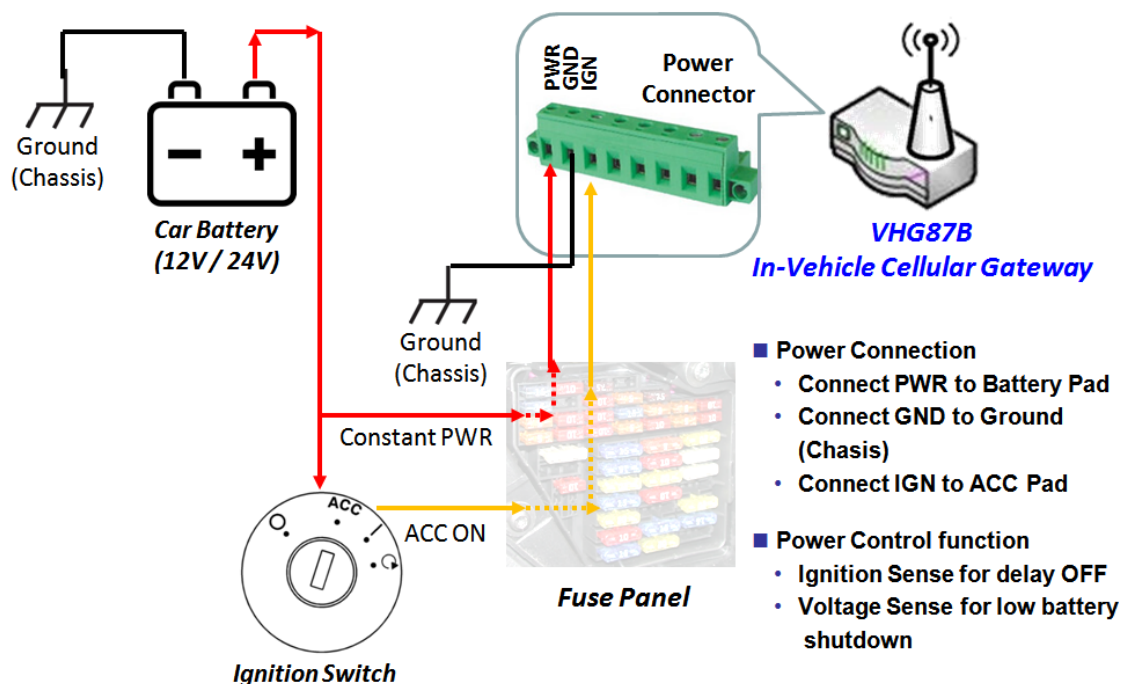 PWR
GND
IGN
Power
Connector
Ground
(Chassis)
Car Battery
(12V / 24V)
VHG87B
In-Vehicle Cellular Gateway
Ground
(Chassis)
Constant PWR
ACC
ACC ON
Fuse Panel
Ignition Switch
Power Connection
Connect PWR to Battery Pad
Connect GND to Ground
(Chasis)
Connect IGN to ACC Pad
Power Control function
Ignition Sense for delay OFF
Voltage Sense for low battery
shutdown